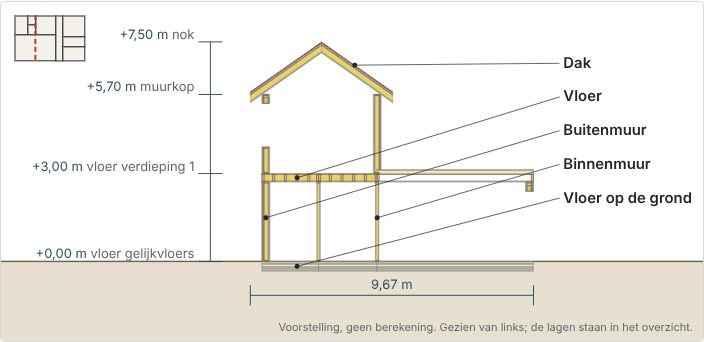 +7,50 m nok
+5,70 m muurkop
+3,00 m vloer verdieping 1
+0,00 m vloer gelijkvloers
Dak
Vloer
Buitenmuur
Binnenmuur
Vloer op de grond
9,67 m
Voorstelling, geen berekening. Gezien van links; de lagen staan in het overzicht.